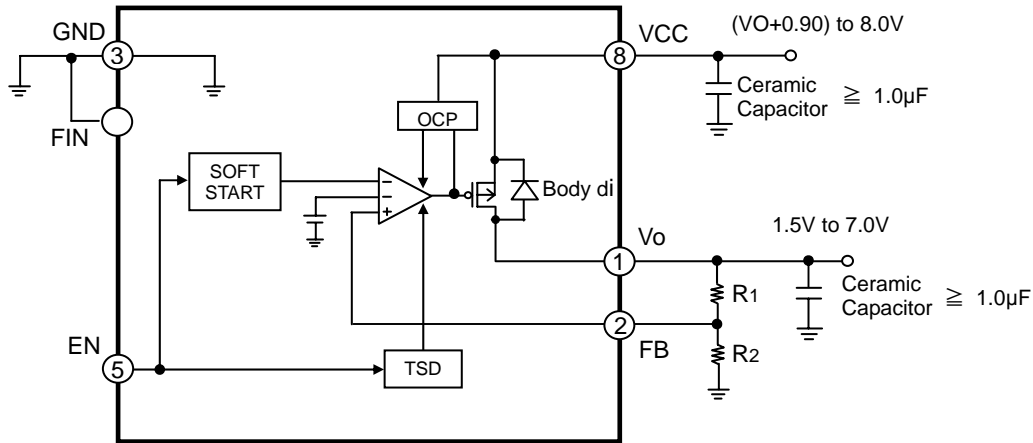 GND
3
VCC
8
(VO+0.90) to 8.0V
Ceramic
Capacitor ≧ 1.0µF
FIN
OCP
SOFT
START
−
−
+
Body di
1.5V to 7.0V
Vo
1
R1
Ceramic
Capacitor ≧ 1.0µF
2
FB
R2
EN
5
TSD